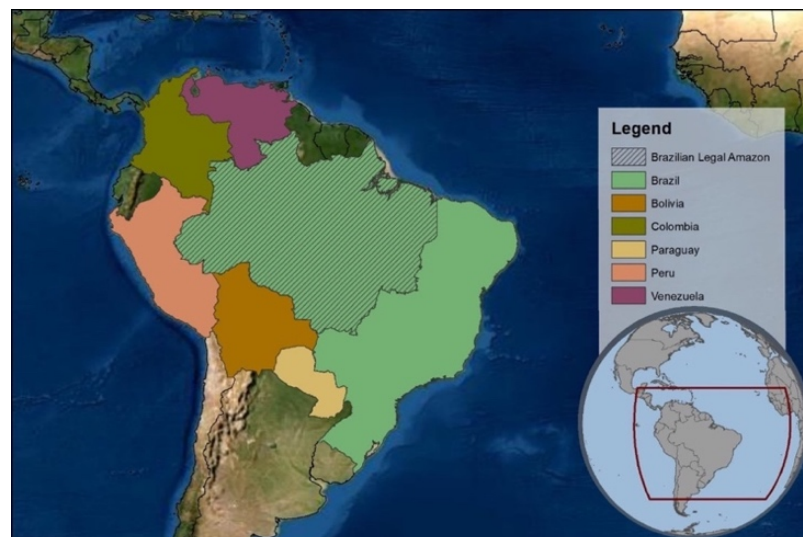 Legend
Brazilian Legal Amazon
Brazil
Bolivia
Colombia
Paraguay
Peru
Venezuela